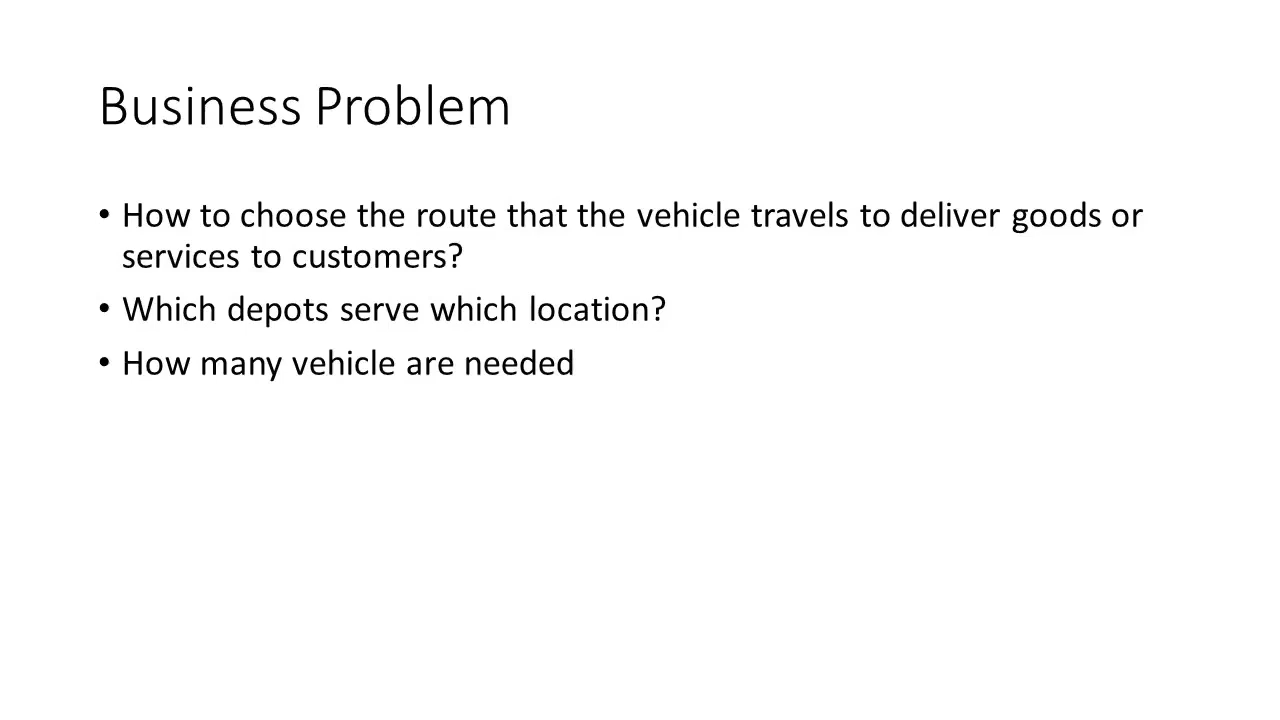 Business Problem
• How to choose the route that the vehicle travels to deliver goods or
services to customers?
• Which depots serve which location?
• How many vehicle are needed